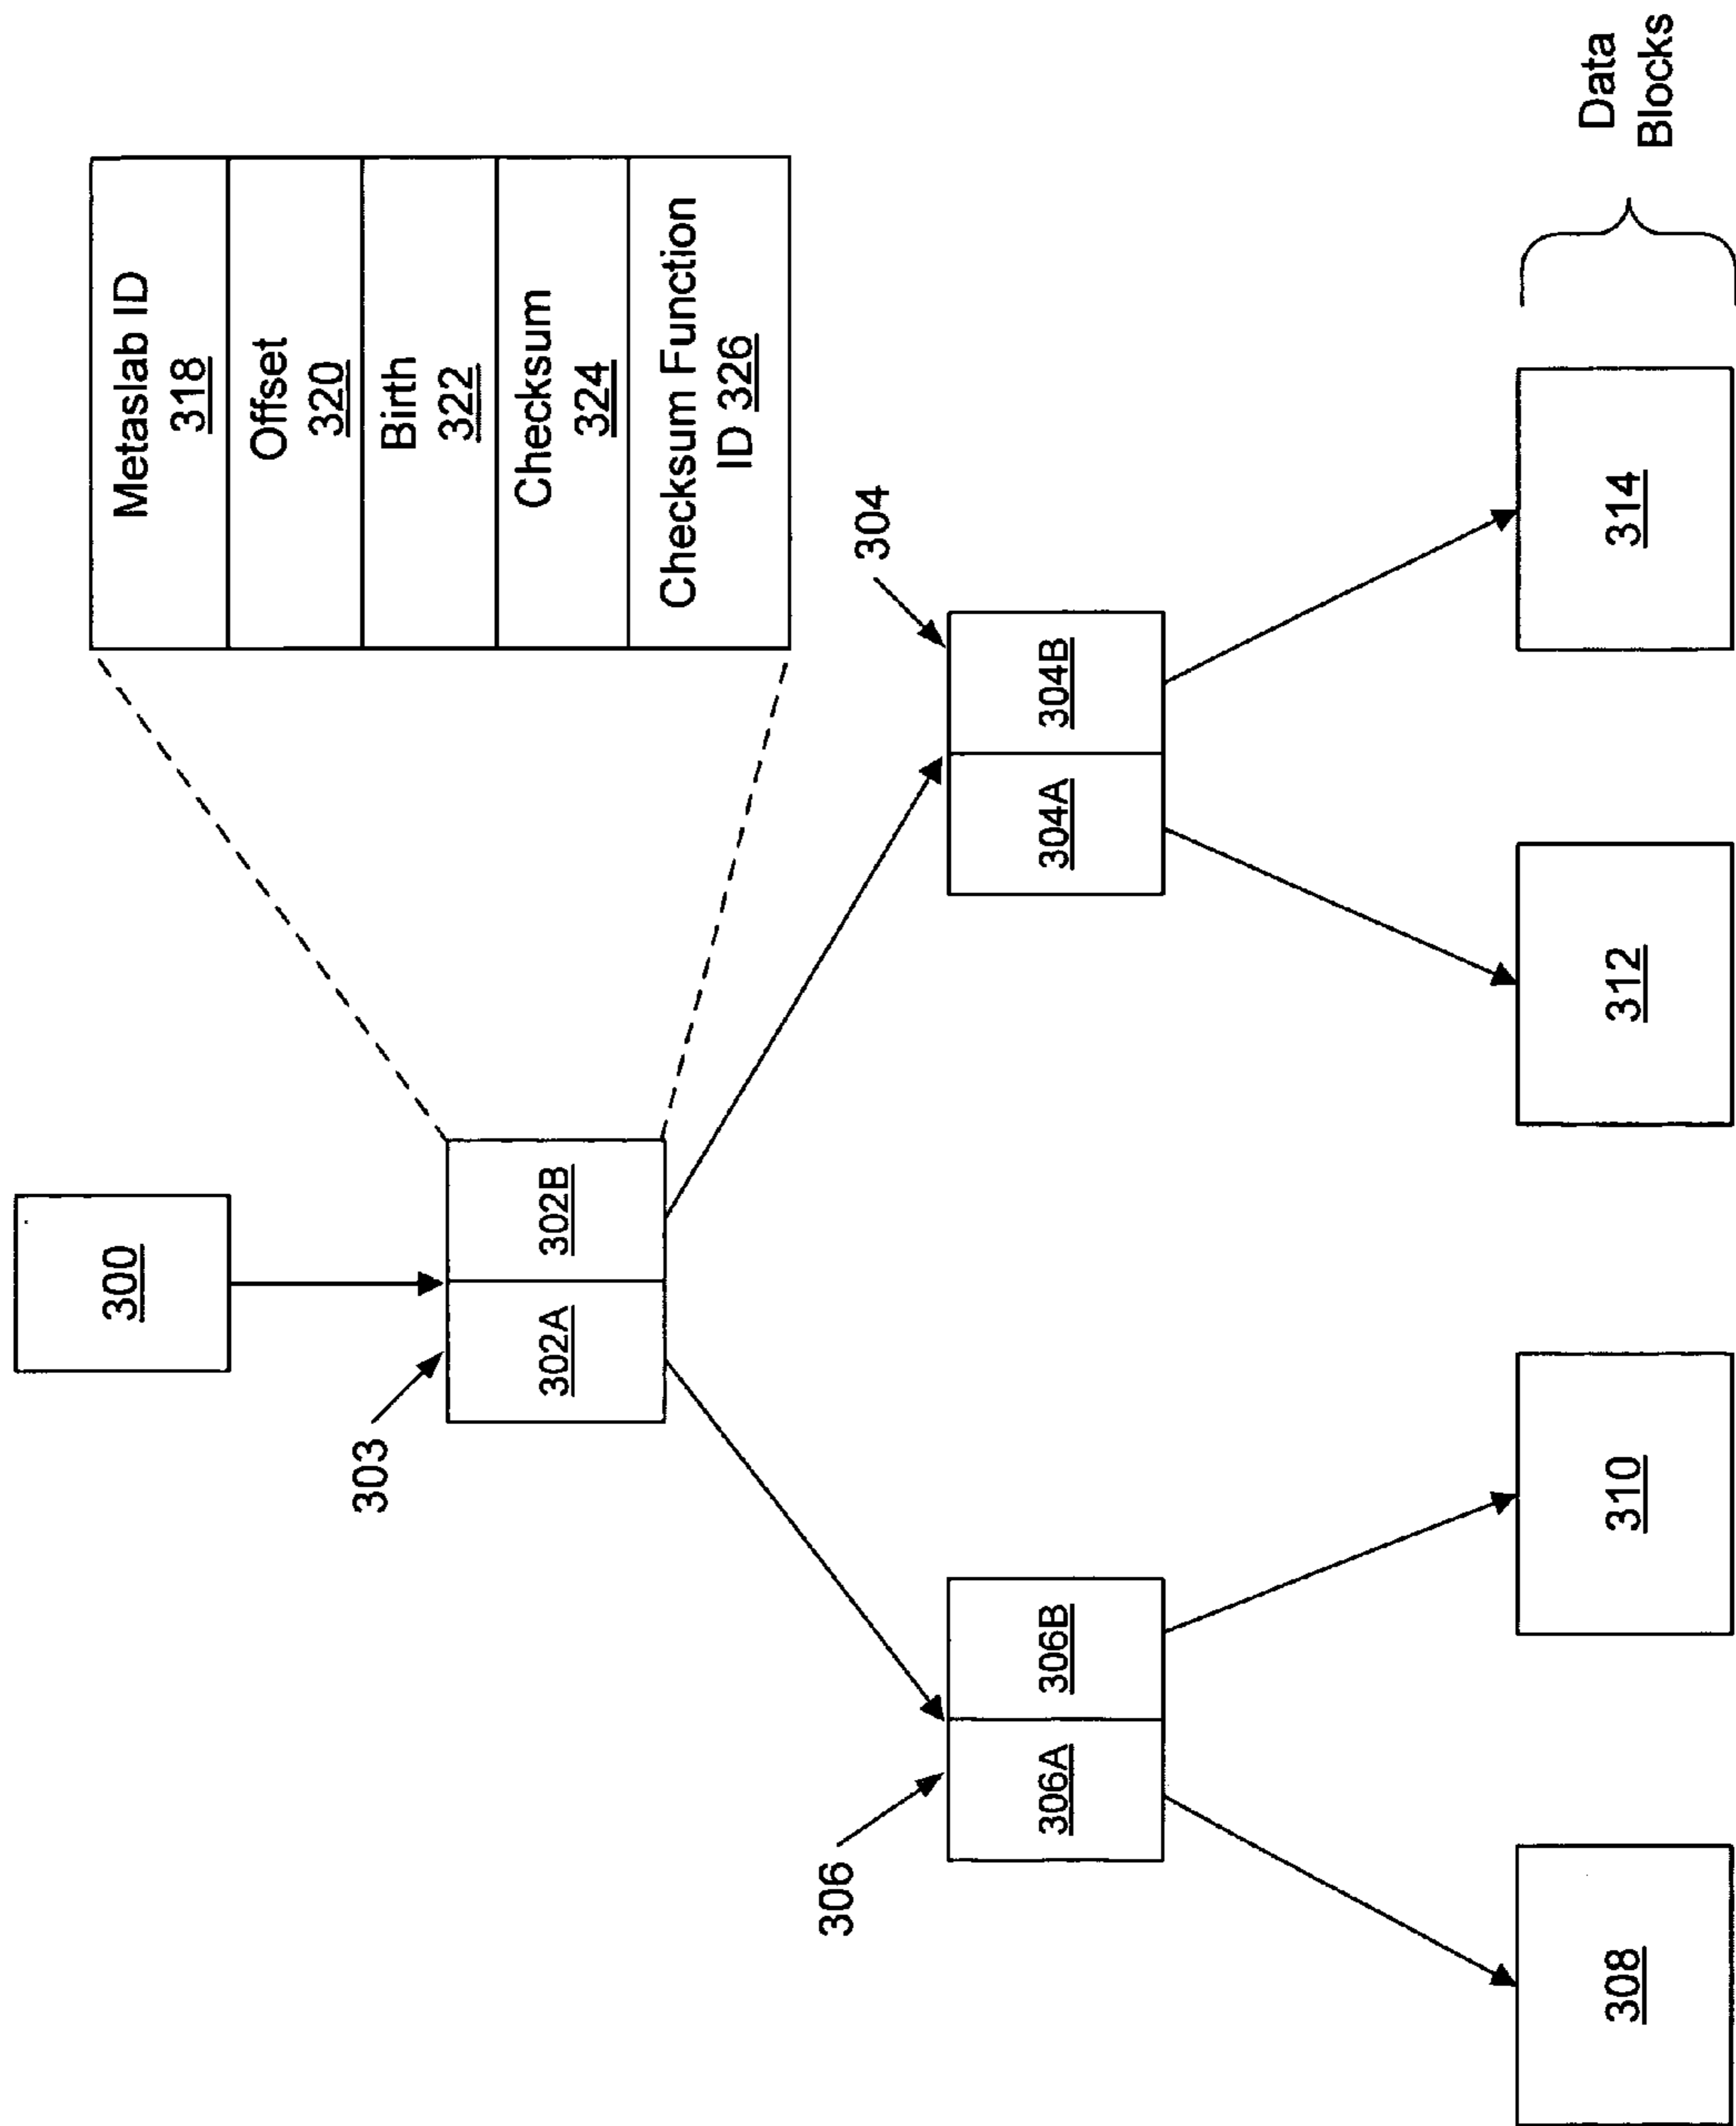 300
303
302A
302B
Metaslab ID
318
Offset
320
Birth
322
Checksum
324
Checksum Function
ID 326
306
306A
306B
304
304A
304B
308
310
312
314
Data
Blocks